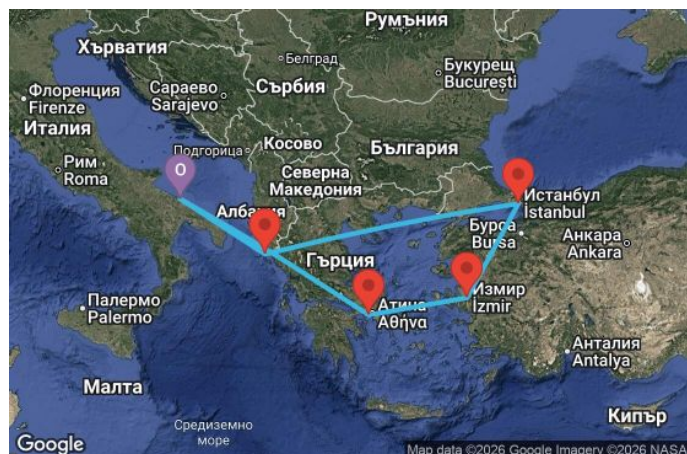 Румъния
Хърватия
Белград
Букурещ
Bucureşti
Флоренция
Firenze
Сараево
Sarajevo
Сърбия
Италия
Подгорица
Косово
България
Рим
Roma
O
Северна
Македония
Албания
Истанбул
İstanbul
Бурса
Bursa
Анкара
Ankara
Гърция
Измир
İzmir
Атина
Αθήνα
Палермо
Palermo
Анталия
Antalya
Малта
Кипър
Средиземно
море
Google
Map data ©2026 Google Imagery ©2026 NASA